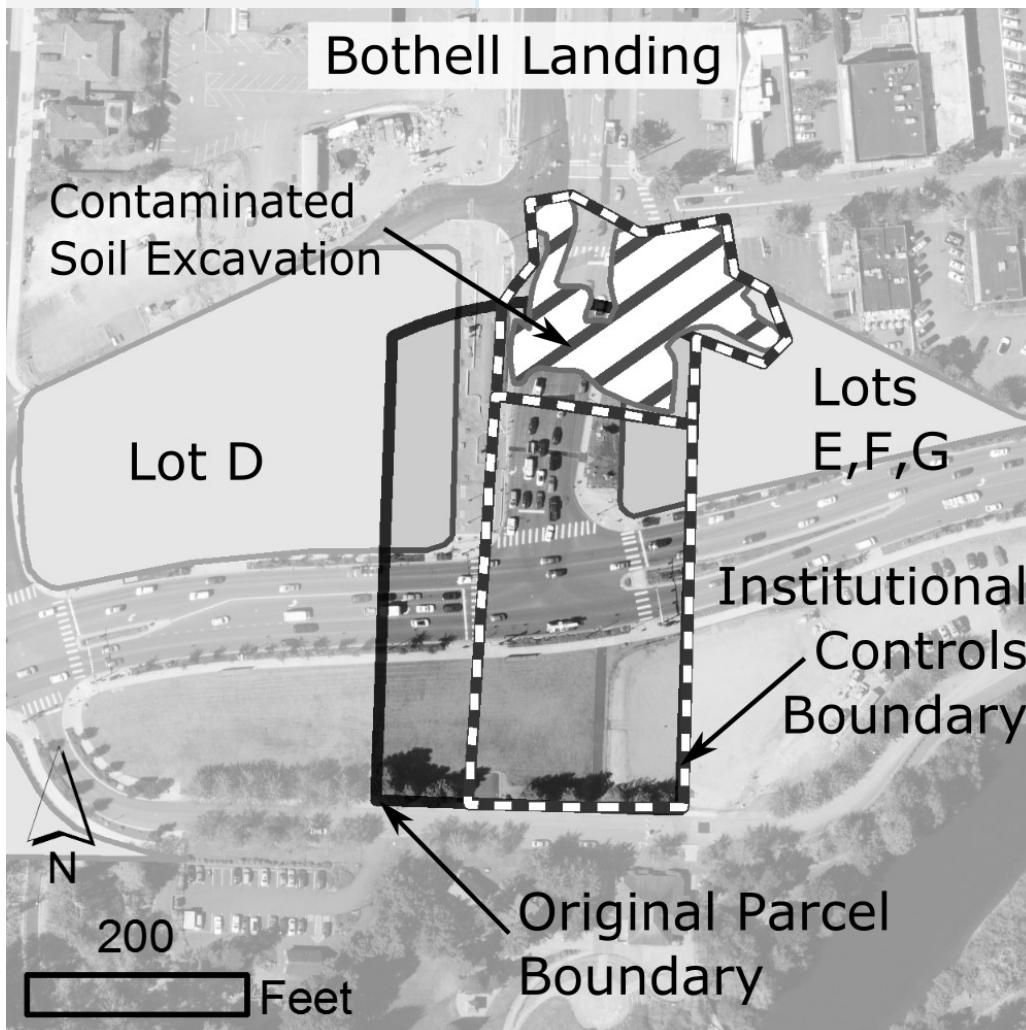 Bothell Landing
Contaminated
Soil Excavation
Lot D
Lots
E,F,G
Institutional
Controls
Boundary
N
200
Feet
Original Parcel
Boundary